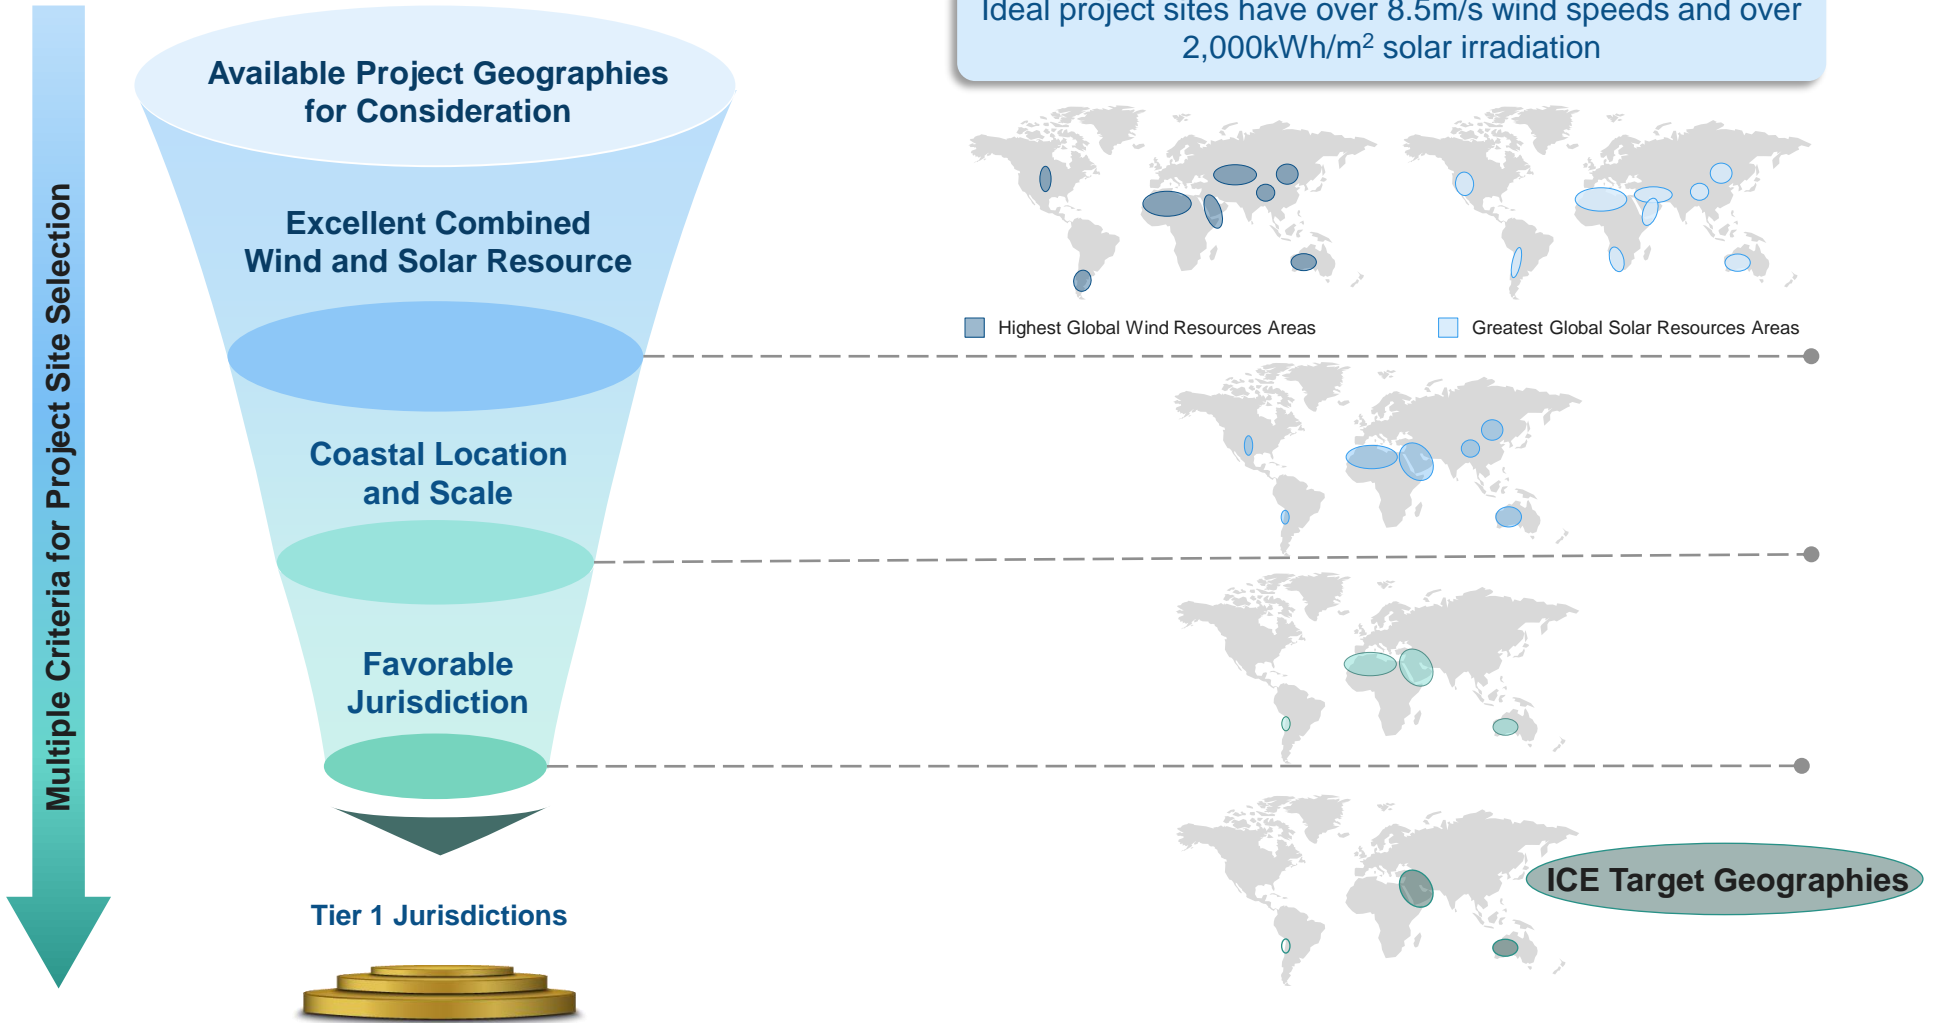 Ideal project sites have over 8.5m/s wind speeds and over
2,000kWh/m² solar irradiation
Available Project Geographies
for Consideration
Excellent Combined
Wind and Solar Resource
Highest Global Wind Resources Areas
Greatest Global Solar Resources Areas
Multiple Criteria for Project Site Selection
Coastal Location
and Scale
Favorable
Jurisdiction
ICE Target Geographies
Tier 1 Jurisdictions